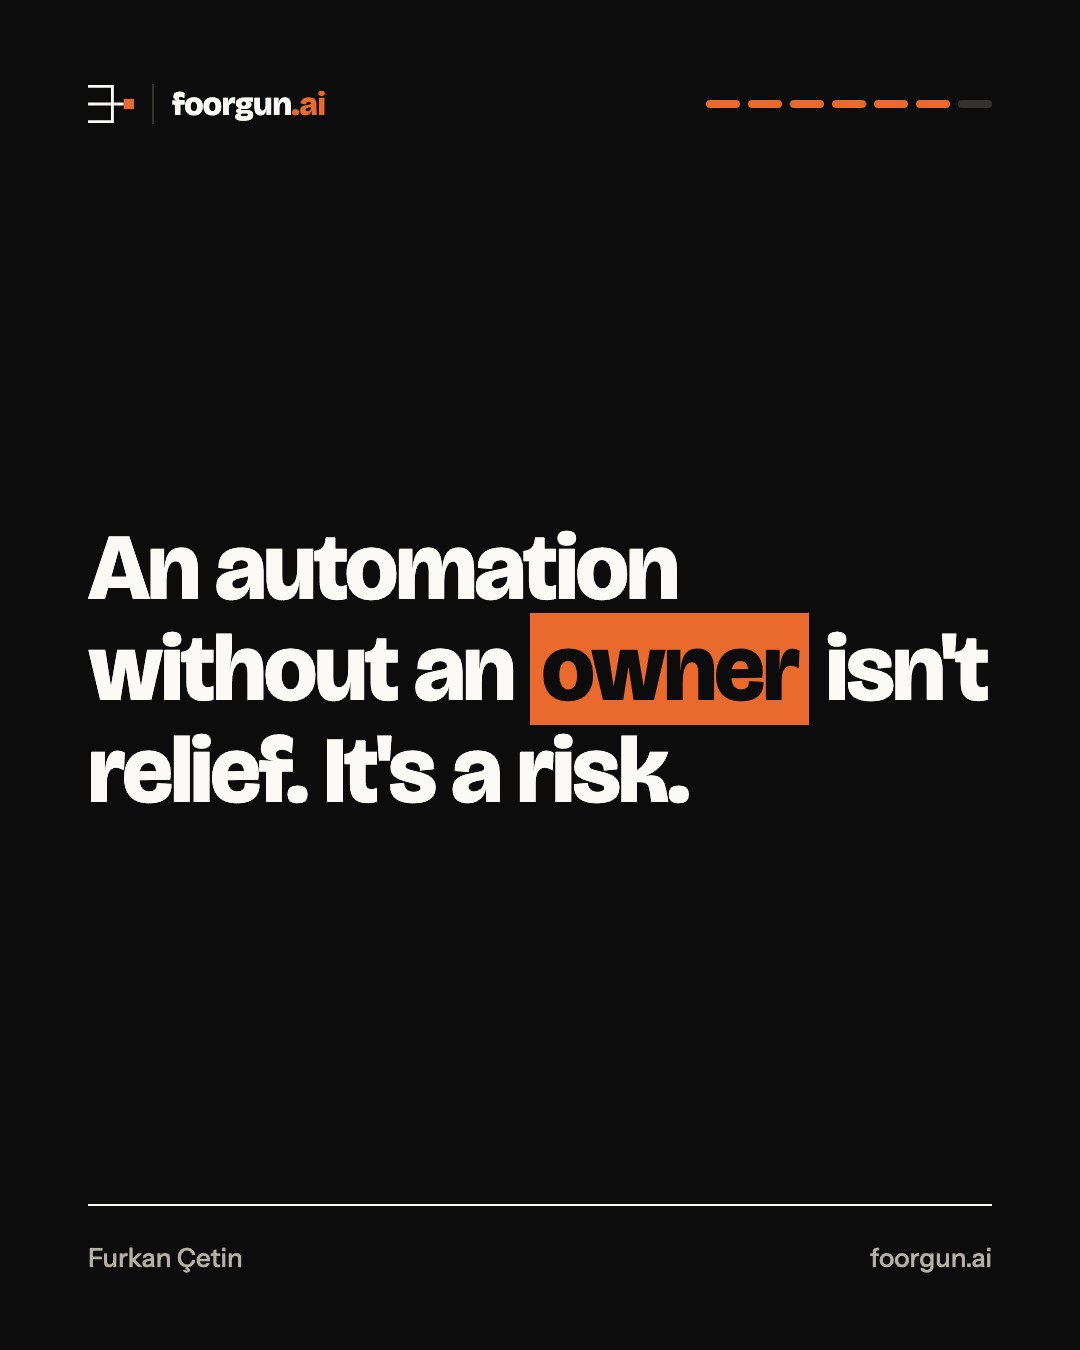 foorgun.ai
An automation
without an owner isn't
relief. It's a risk.
Furkan Çetin
foorgun.ai